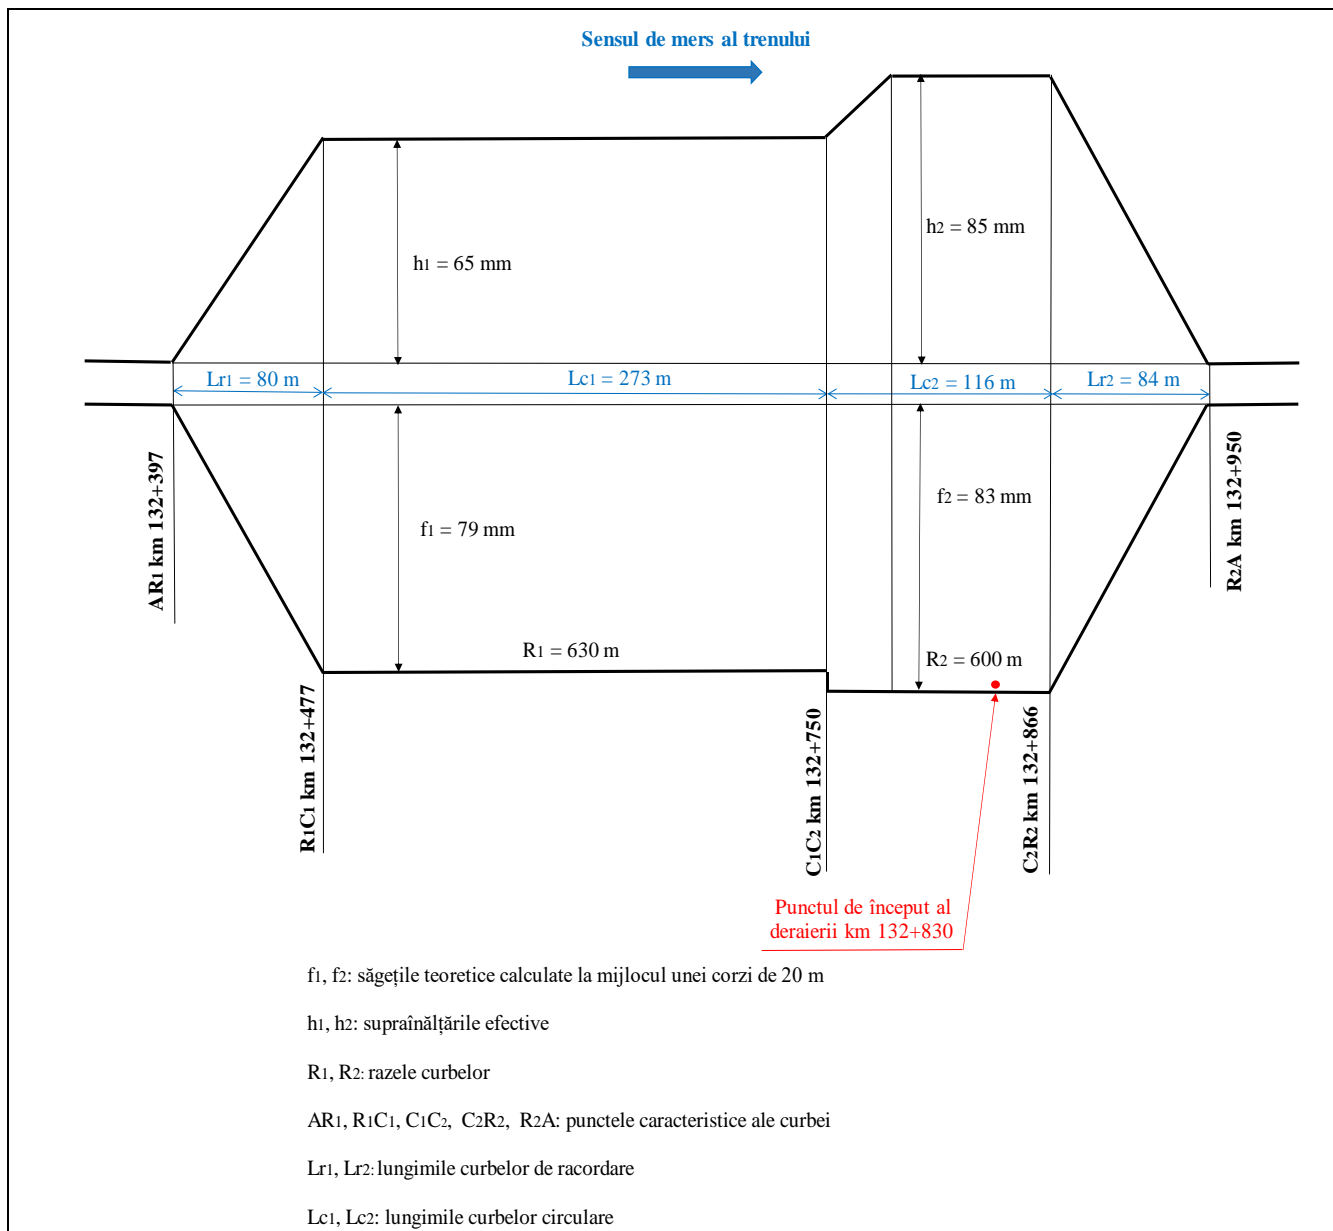 Sensul de mers al trenului
h2 = 85 mm
h1 = 65 mm
Lr1 = 80 m
Lc1 = 273 m
Lc2 = 116 m
Lr2 = 84 m
AR1 km 132+397
f1 = 79 mm
f2 = 83 mm
R2A km 132+950
R1 = 630 m
R2 = 600 m
R1C1 km 132+477
C1C2 km 132+750
C2R2 km 132+866
Punctul de început al
deraierii km 132+830
f1, f2: săgețile teoretice calculate la mijlocul unei corzi de 20 m
h1, h2: supraînălțările efective
R1, R2: razele curbelor
AR1, R1C1, C1C2, C2R2, R2A: punctele caracteristice ale curbei
Lr1, Lr2: lungimile curbelor de racordare
Lc1, Lc2: lungimile curbelor circulare